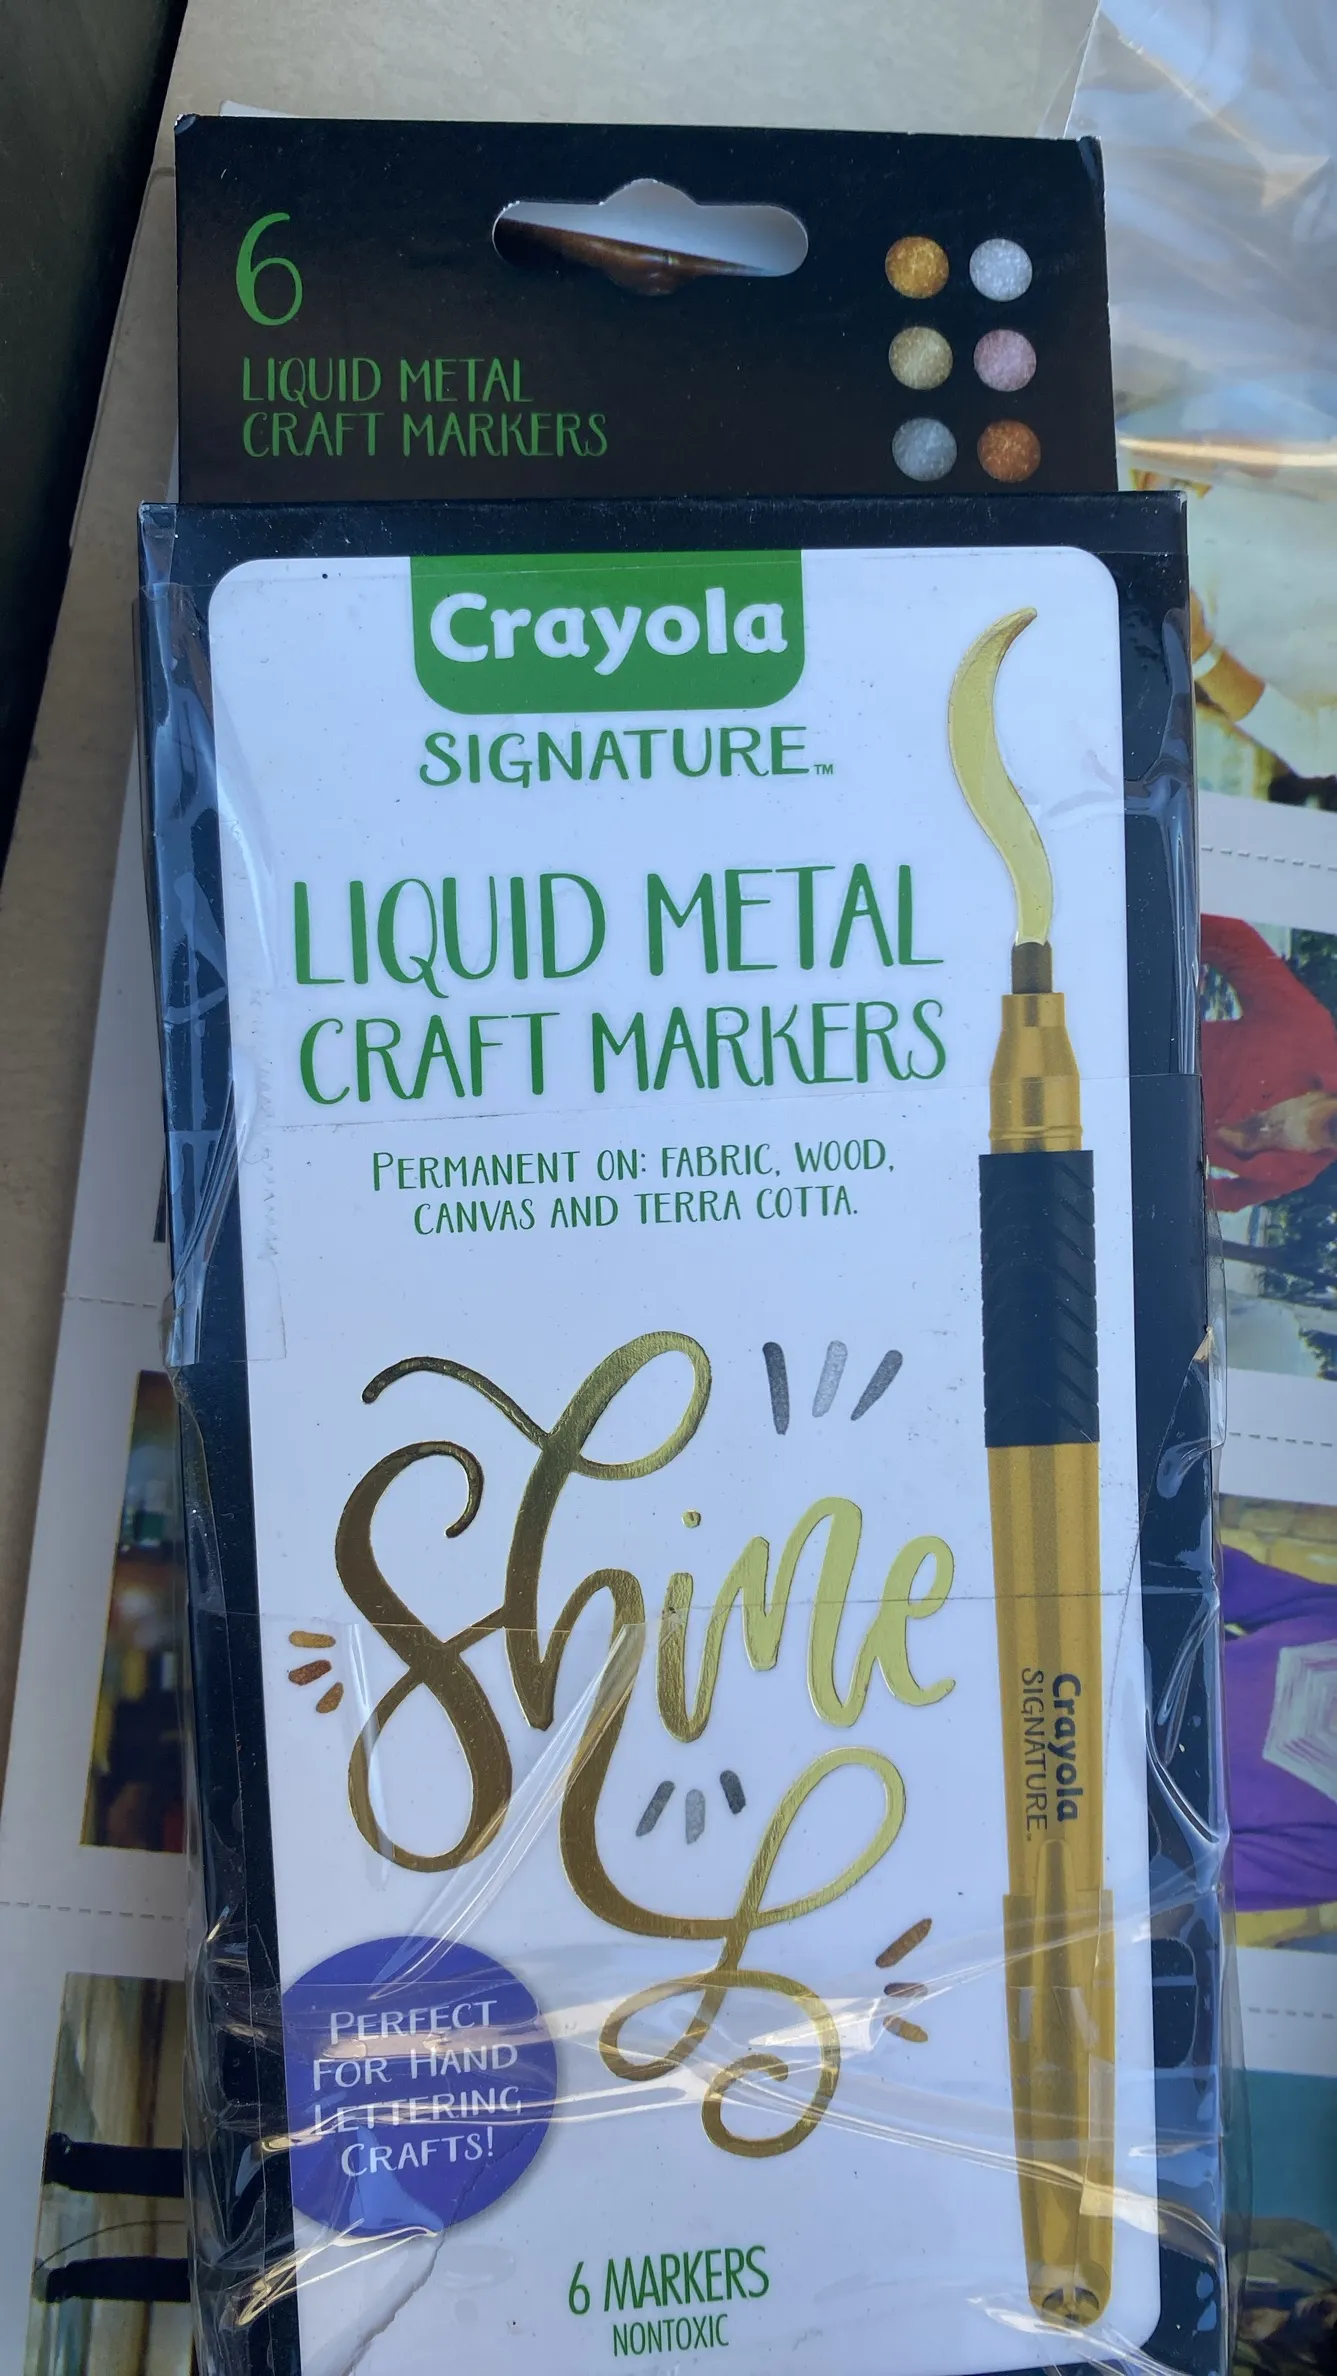 6
LIQUID METAL
CRAFT MARKERS
Crayola
SIGNATURE™
LIQUID METAL
CRAFT MARKERS
PERMANENT ON: FABRIC, WOOD,
CANVAS AND TERRA COTTA.
Shine
Crayola
SIGNATURE™
PERFECT
FOR HAND
LETTERING
CRAFTS!
6 MARKERS
NONTOXIC